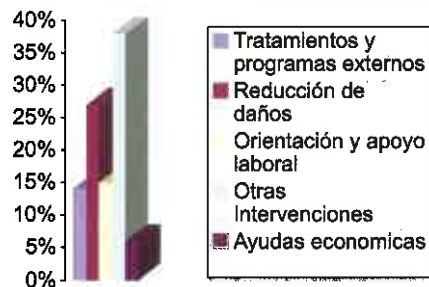 40%
35%
30%
25%
20%
15%
10%
5%
0%
Tratamientos y
programas externos
Reducción de
daños
Orientación y apoyo
laboral
Otras
Intervenciones
Ayudas economicas